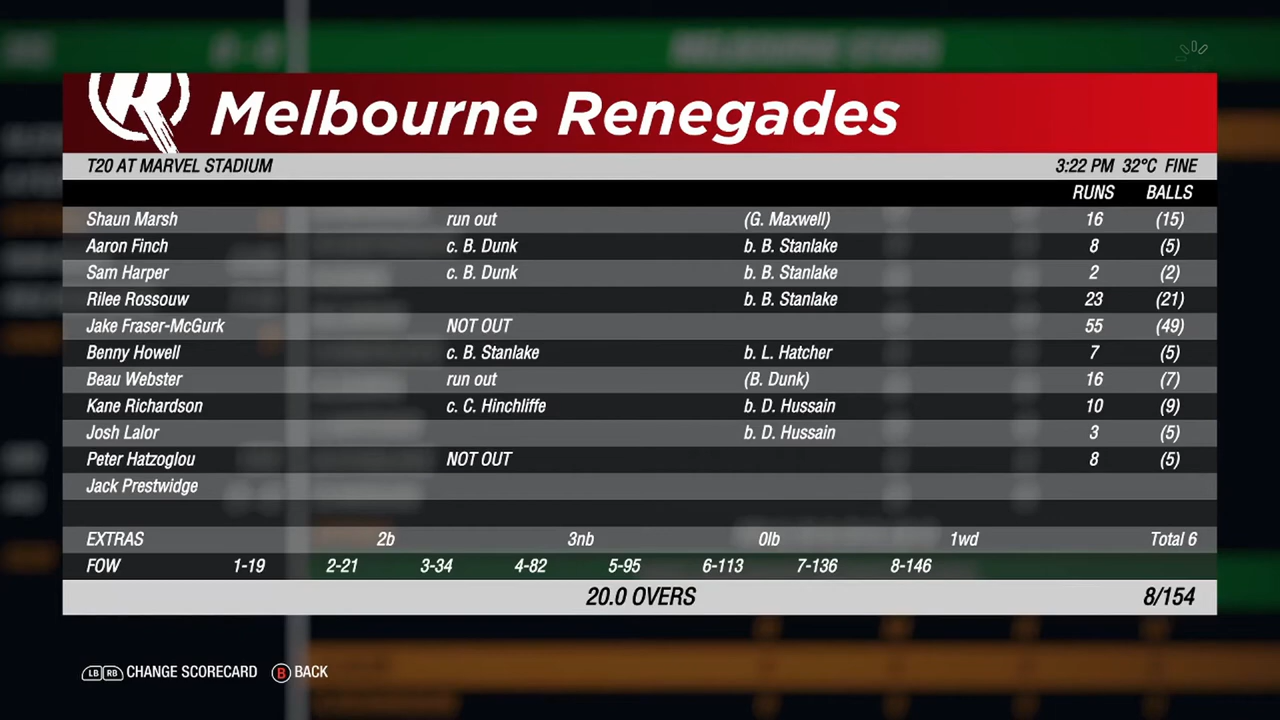 Melbourne Renegades
T20 AT MARVEL STADIUM 3:22 PM 32°C FINE
RUNS BALLS
Shaun Marsh run out (G. Maxwell) 16 (15)
Aaron Finch c. B. Dunk b. B. Stanlake 8 (5)
Sam Harper c. B. Dunk b. B. Stanlake 2 (2)
Rilee Rossouw b. B. Stanlake 23 (21)
Jake Fraser-McGurk NOT OUT 55 (49)
Benny Howell c. B. Stanlake b. L. Hatcher 7 (5)
Beau Webster run out (B. Dunk) 16 (7)
Kane Richardson c. C. Hinchliffe b. D. Hussain 10 (9)
Josh Lalor b. D. Hussain 3 (5)
Peter Hatzoglou NOT OUT 8 (5)
Jack Prestwidge
EXTRAS 2b 3nb 0lb 1wd Total 6
FOW 1-19 2-21 3-34 4-82 5-95 6-113 7-136 8-146
20.0 OVERS 8/154
LB RB CHANGE SCORECARD B BACK